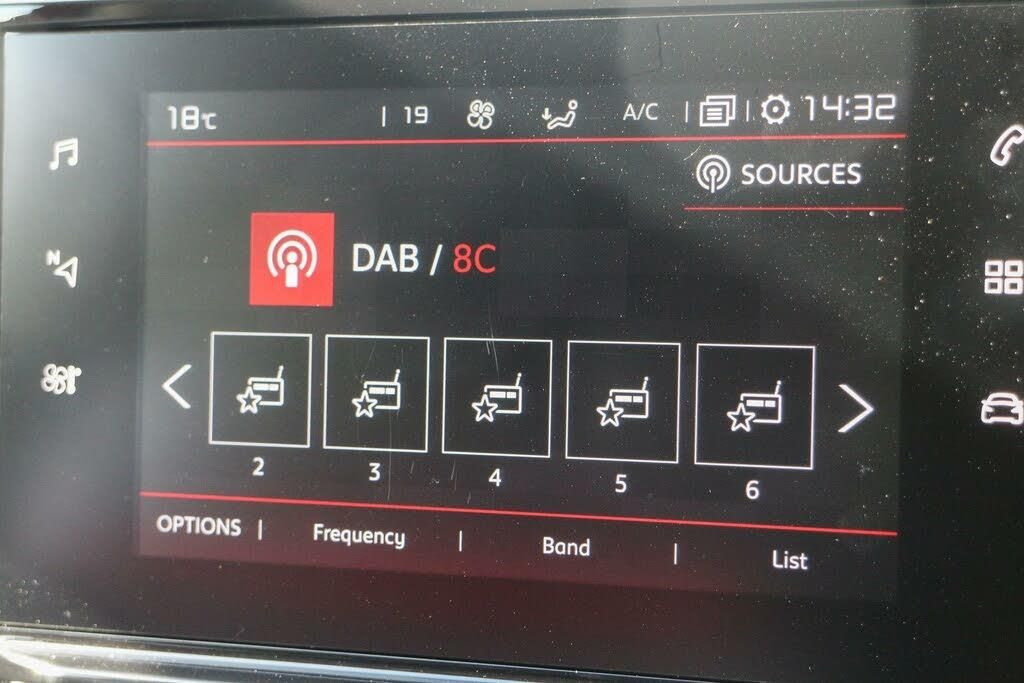 18°C | 19 A/C | | 14:32
SOURCES
DAB / 8C
2 3 4 5 6
OPTIONS | Frequency | Band | List
N